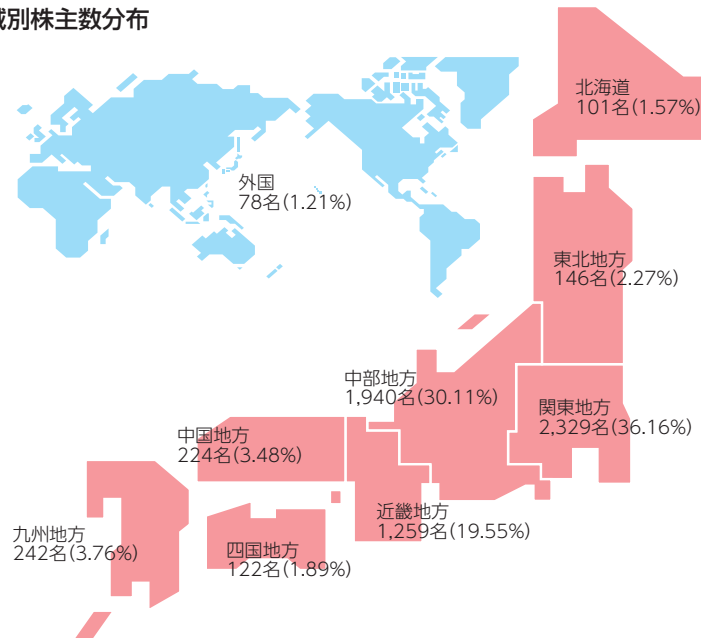 域別株主数分布
北海道
101名(1.57%)
外国
78名(1.21%)
東北地方
146名(2.27%)
中部地方
1,940名(30.11%)
関東地方
2,329名(36.16%)
中国地方
224名(3.48%)
近畿地方
1,259名(19.55%)
九州地方
242名(3.76%)
四国地方
122名(1.89%)